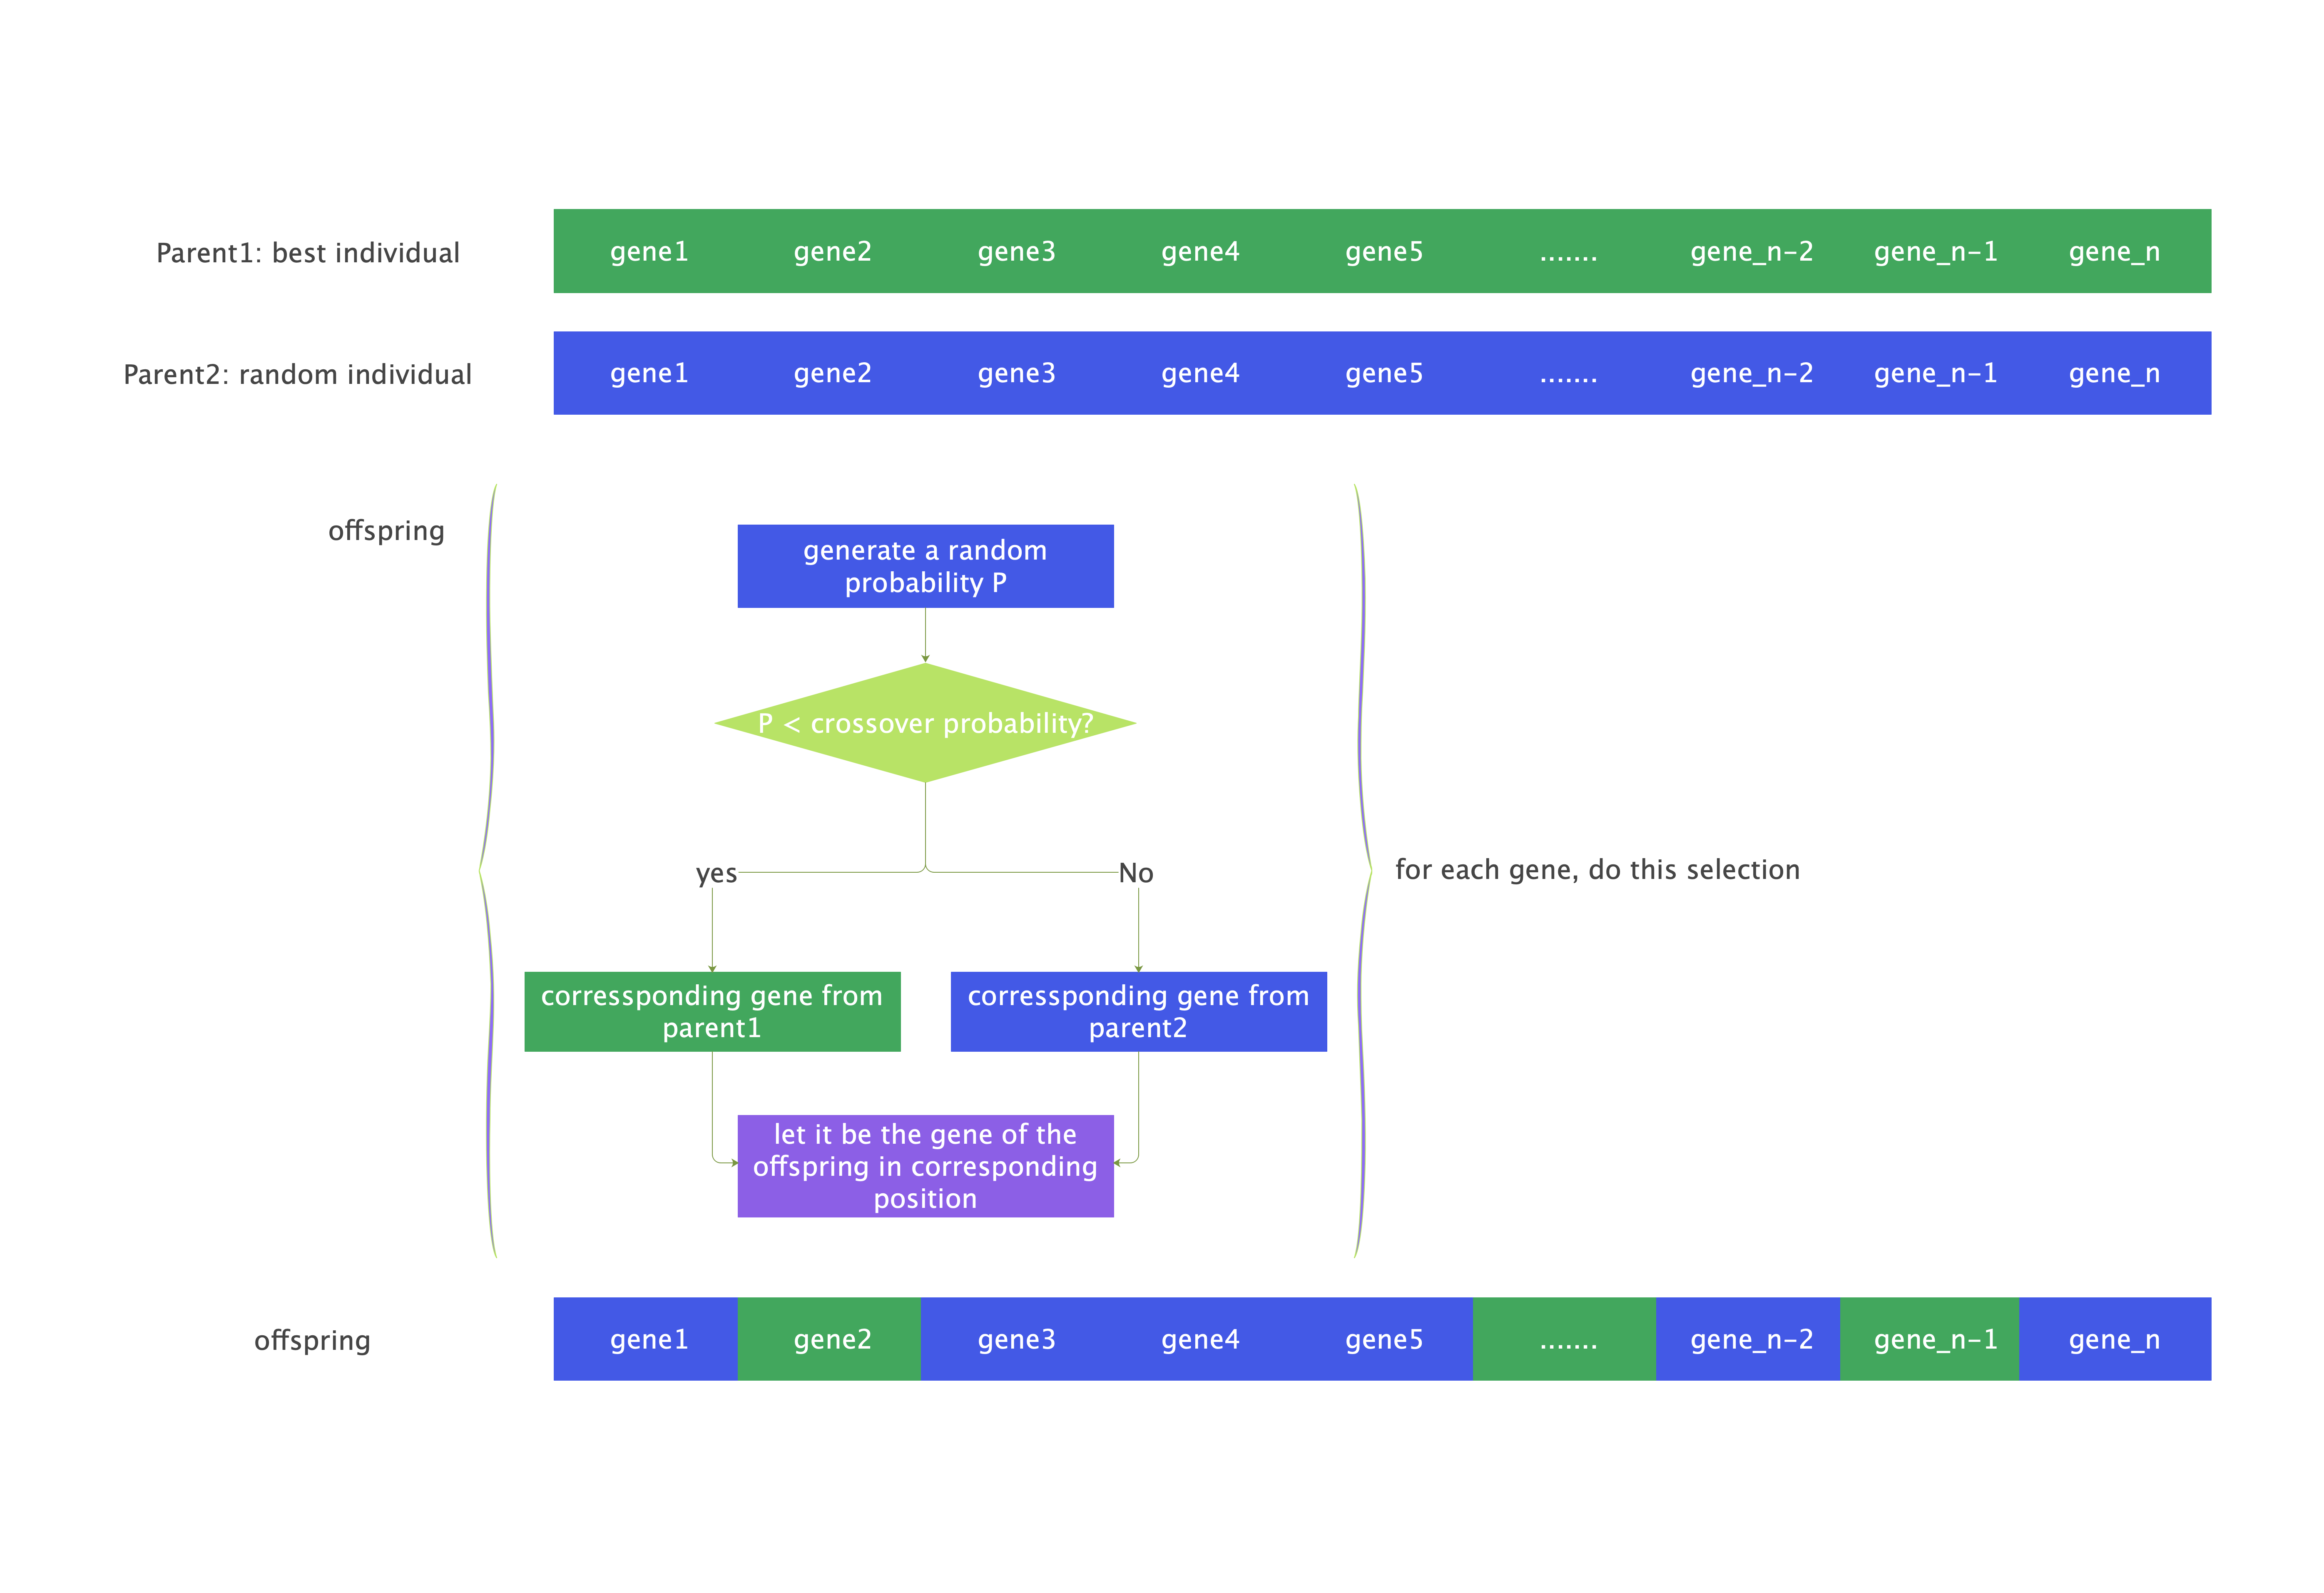 Parent1: best individual
gene1 gene2 gene3 gene4 gene5 ....... gene_n-2 gene_n-1 gene_n
Parent2: random individual
gene1 gene2 gene3 gene4 gene5 ....... gene_n-2 gene_n-1 gene_n
offspring
generate a random
probability P
P < crossover probability?
yes
No
for each gene, do this selection
corressponding gene from
parent1
corressponding gene from
parent2
let it be the gene of the
offspring in corresponding
position
offspring
gene1 gene2 gene3 gene4 gene5 ....... gene_n-2 gene_n-1 gene_n